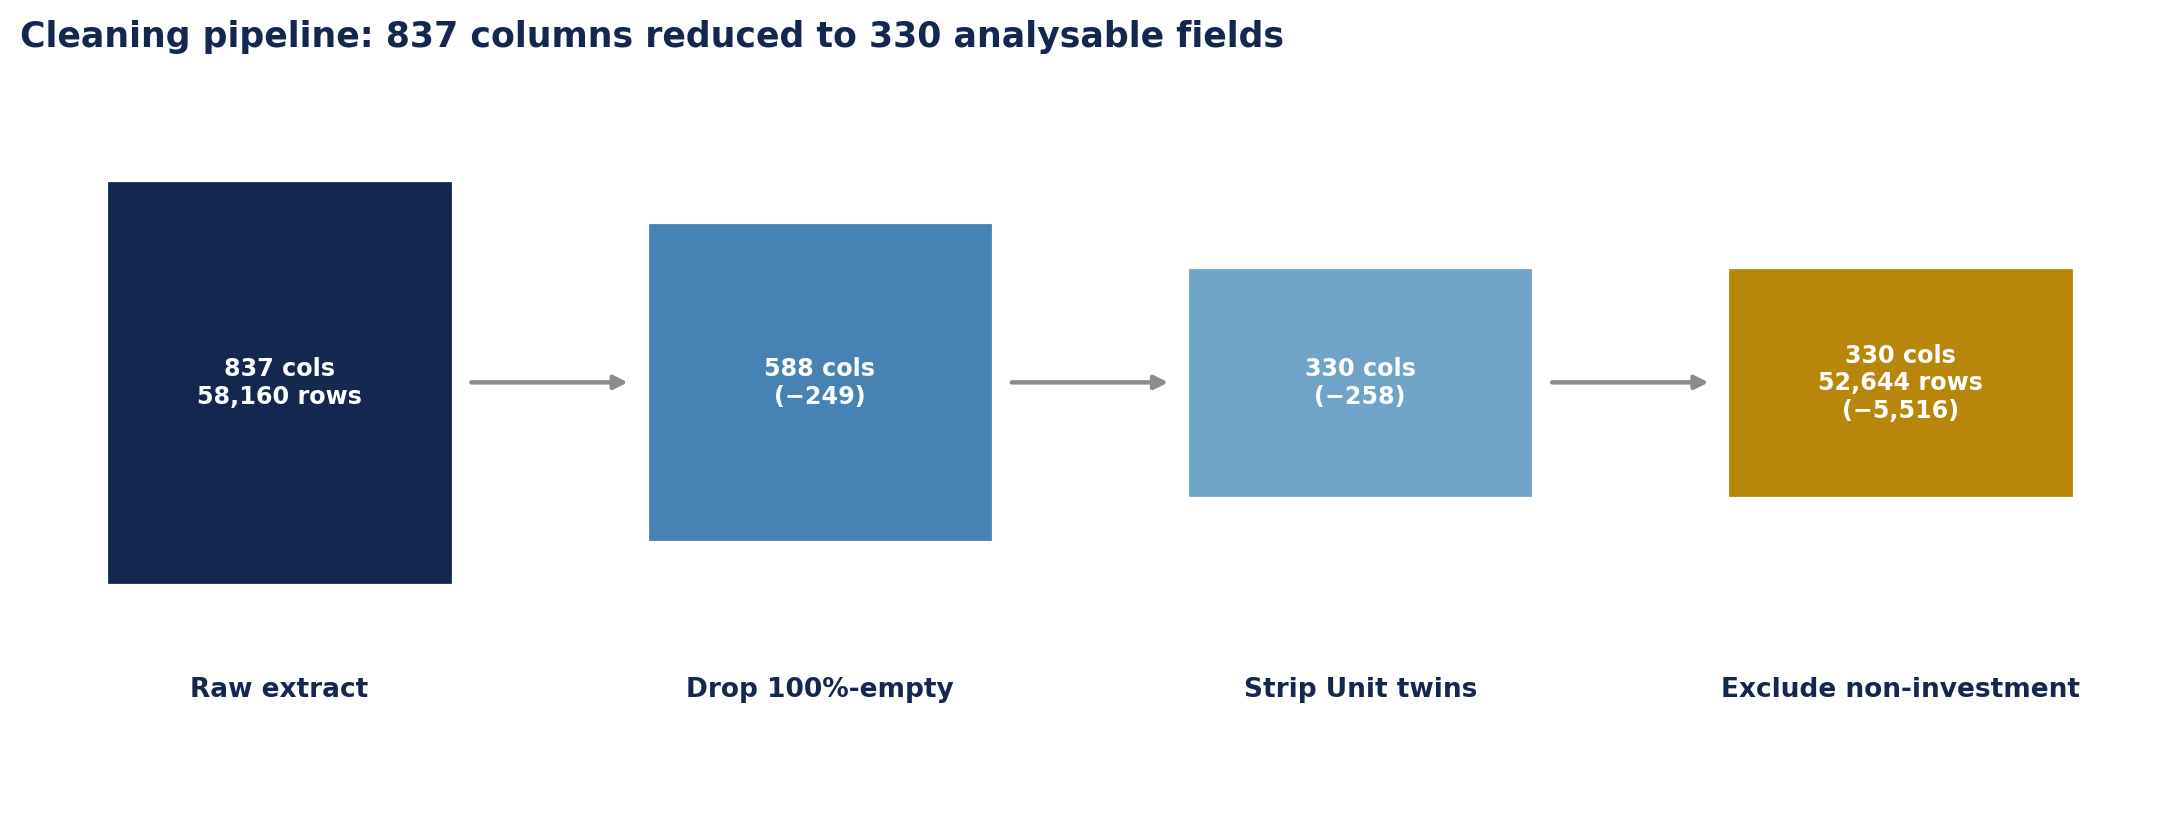 Cleaning pipeline: 837 columns reduced to 330 analysable fields
837 cols
58,160 rows
588 cols
(−249)
330 cols
(−258)
330 cols
52,644 rows
(−5,516)
Raw extract
Drop 100%-empty
Strip Unit twins
Exclude non-investment